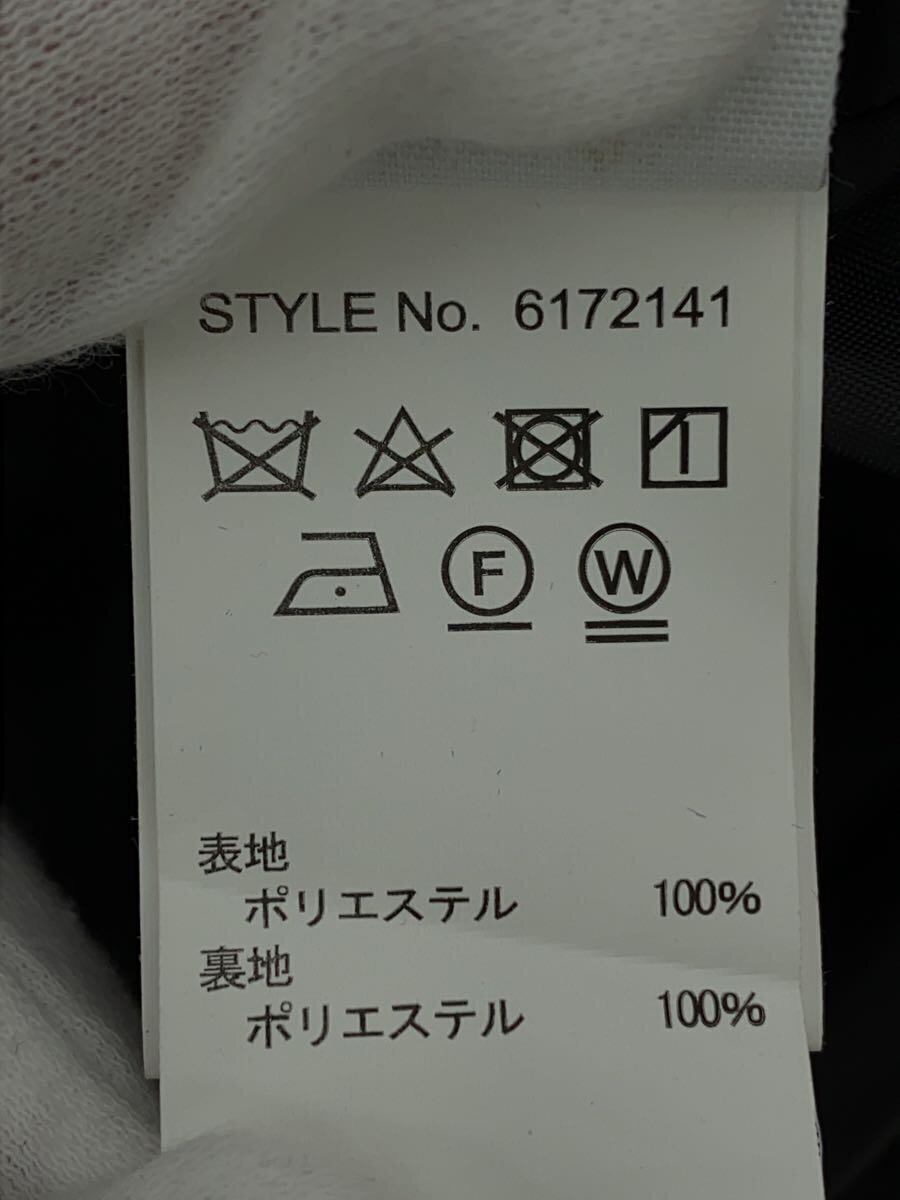 STYLE No. 6172141
F W
表地
ポリエステル 100%
裏地
ポリエステル 100%